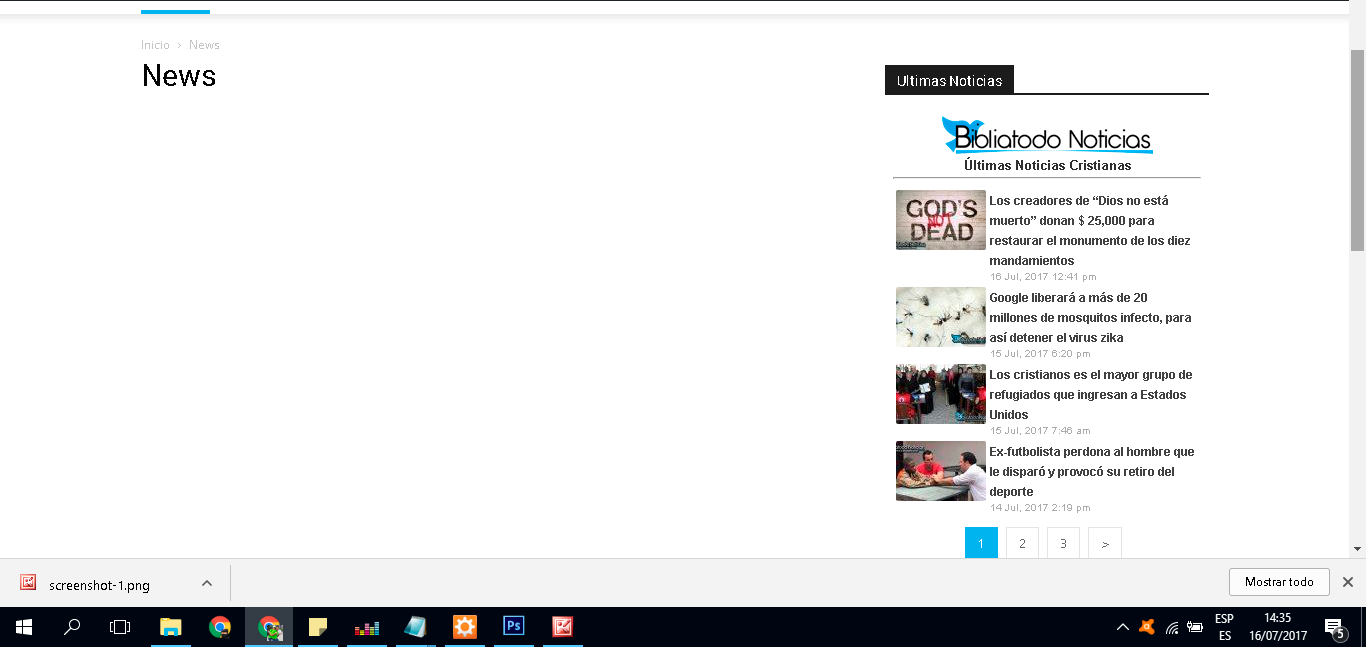 Inicio › News
News
Ultimas Noticias
Bibliatodo Noticias
Últimas Noticias Cristianas
GOD'S
NOT
DEAD
Los creadores de “Dios no está
muerto” donan $ 25,000 para
restaurar el monumento de los diez
mandamientos
16 Jul, 2017 12:41 pm
Google liberará a más de 20
millones de mosquitos infecto, para
así detener el virus zika
15 Jul, 2017 6:20 pm
Los cristianos es el mayor grupo de
refugiados que ingresan a Estados
Unidos
15 Jul, 2017 7:46 am
Ex-futbolista perdona al hombre que
le disparó y provocó su retiro del
deporte
14 Jul, 2017 2:19 pm
1 2 3 >
screenshot-1.png
Mostrar todo
Ps
ESP
ES
14:35
16/07/2017
5